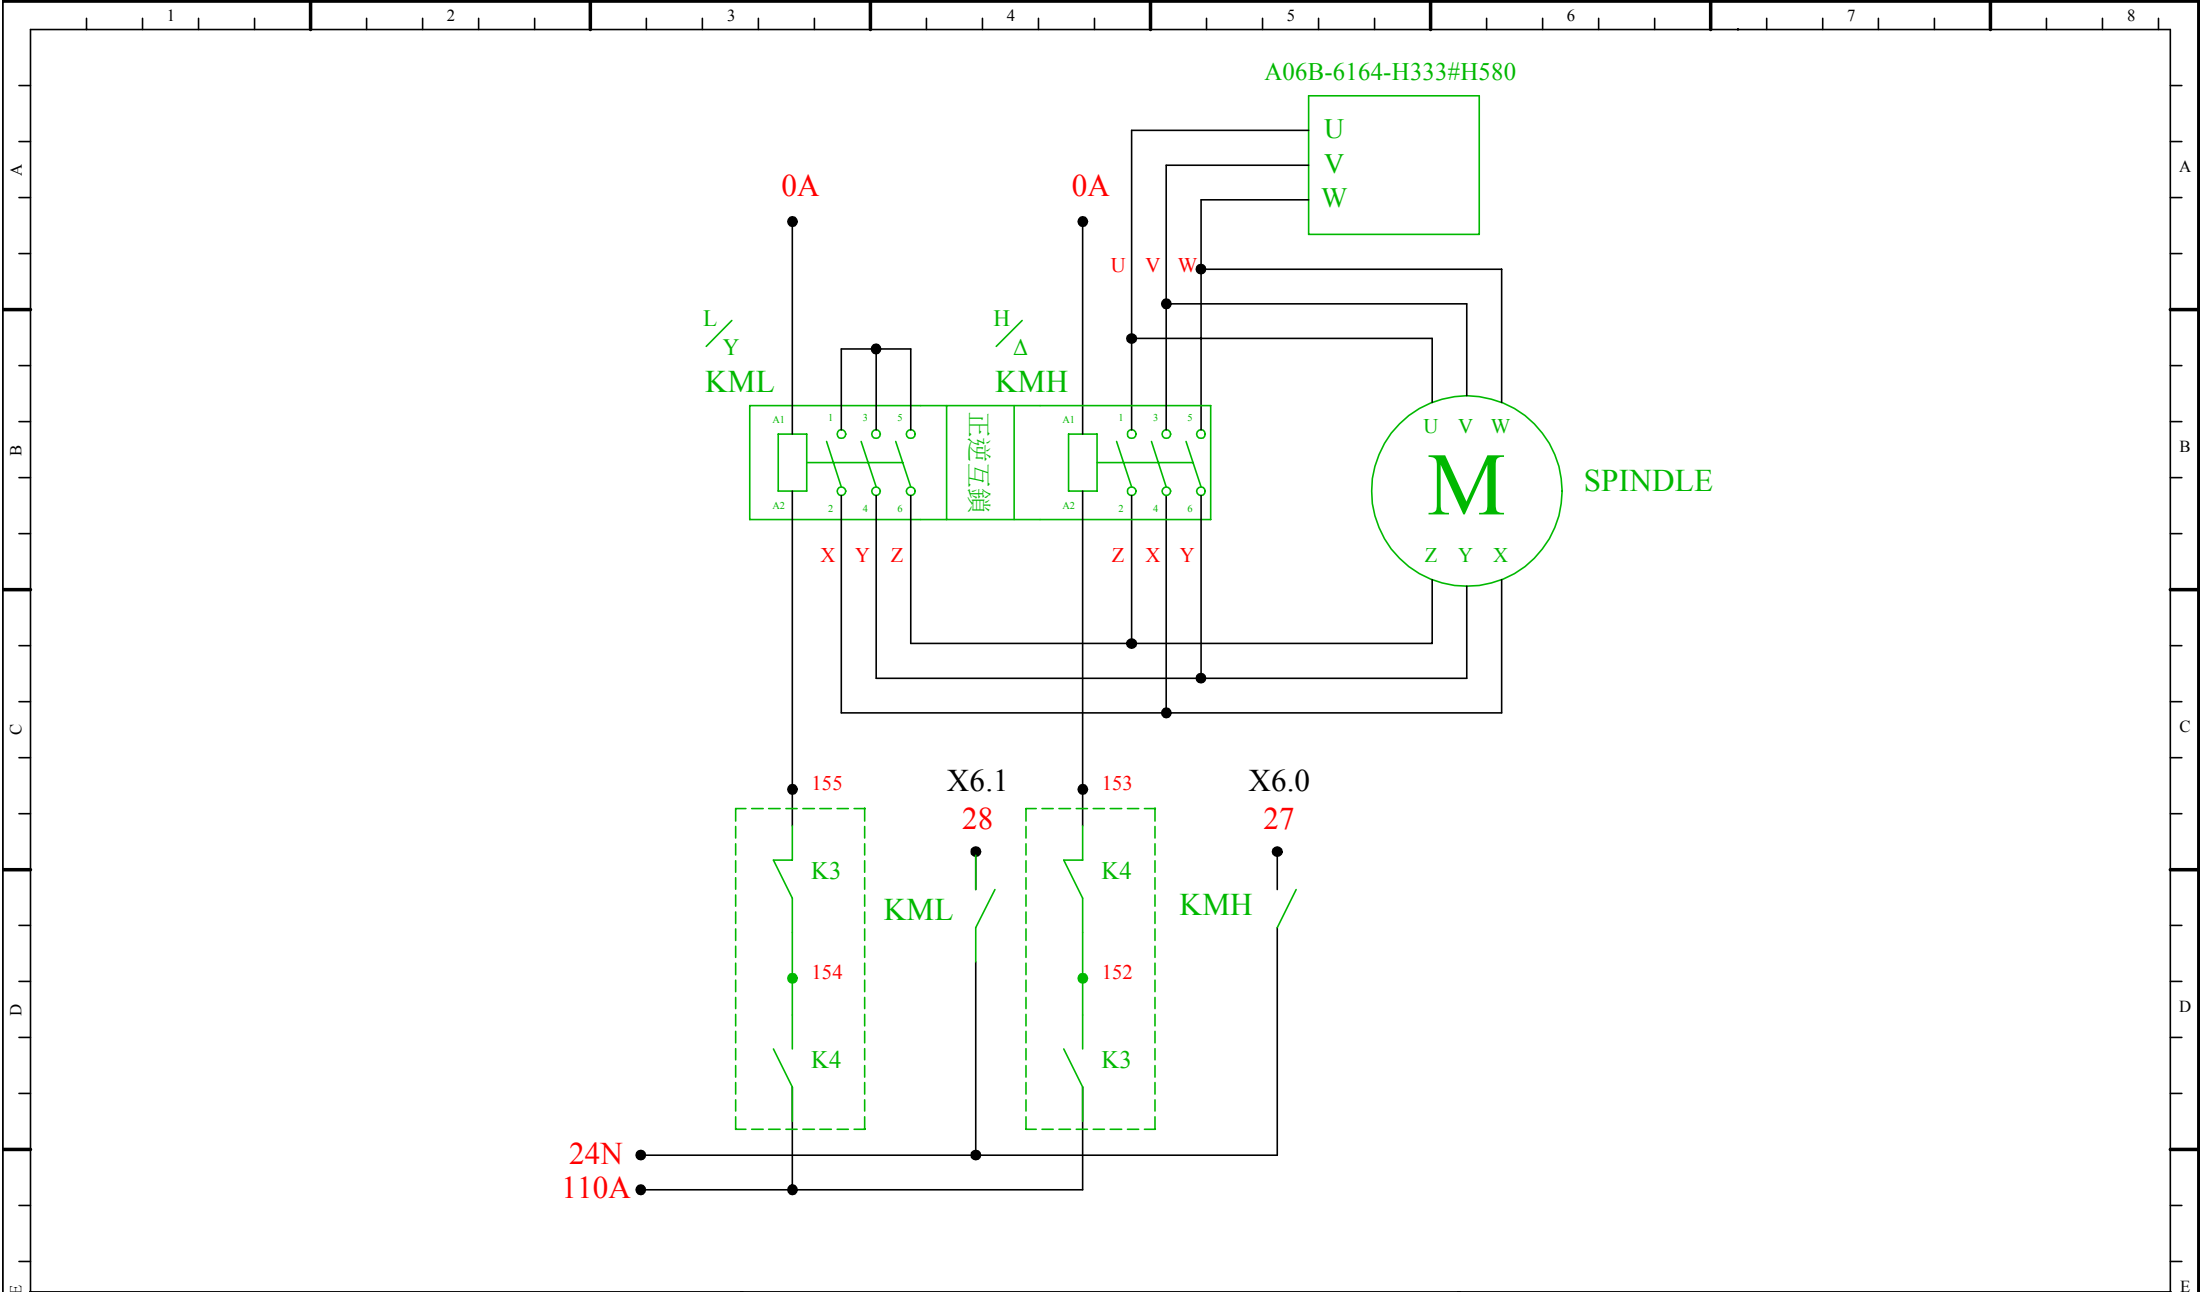 1 2 3 4 5 6 7 8
A06B-6164-H333#H580
U
V
W
A A
0A 0A
U V W
L/Y H/Δ
KML KMH
A1 1 3 5 A1 1 3 5
正逆互鎖
U V W
M
SPINDLE
B B
A2 2 4 6 A2 2 4 6
X Y Z Z X Y Z Y X
C C
155 X6.1 153 X6.0
28 27
K3 K4
KML KMH
154 152
D D
K4 K3
24N
110A
E E